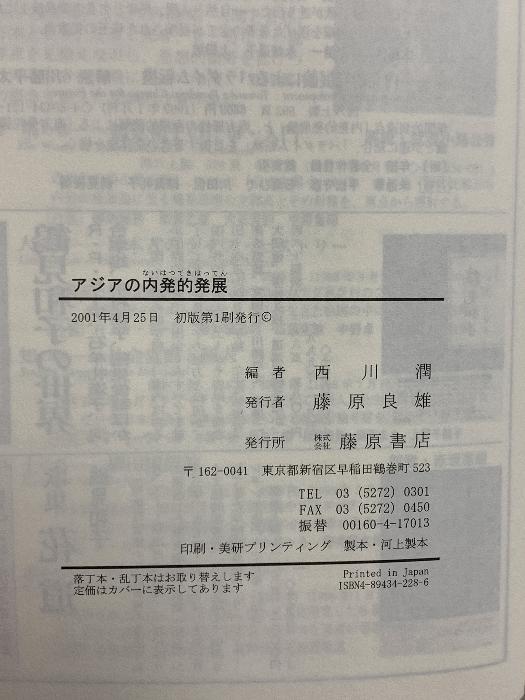 ないはつてきはってん
アジアの内発的発展
2001年4月25日 初版第1刷発行©
編者 西川潤
発行者 藤原良雄
発行所 株式会社 藤原書店
〒162-0041 東京都新宿区早稲田鶴巻町523
TEL 03 (5272) 0301
FAX 03 (5272) 0450
振替 00160-4-17013
印刷・美研プリンティング 製本・河上製本
落丁本・乱丁本はお取り替えします
定価はカバーに表示してあります
Printed in Japan
ISBN4-89434-228-6